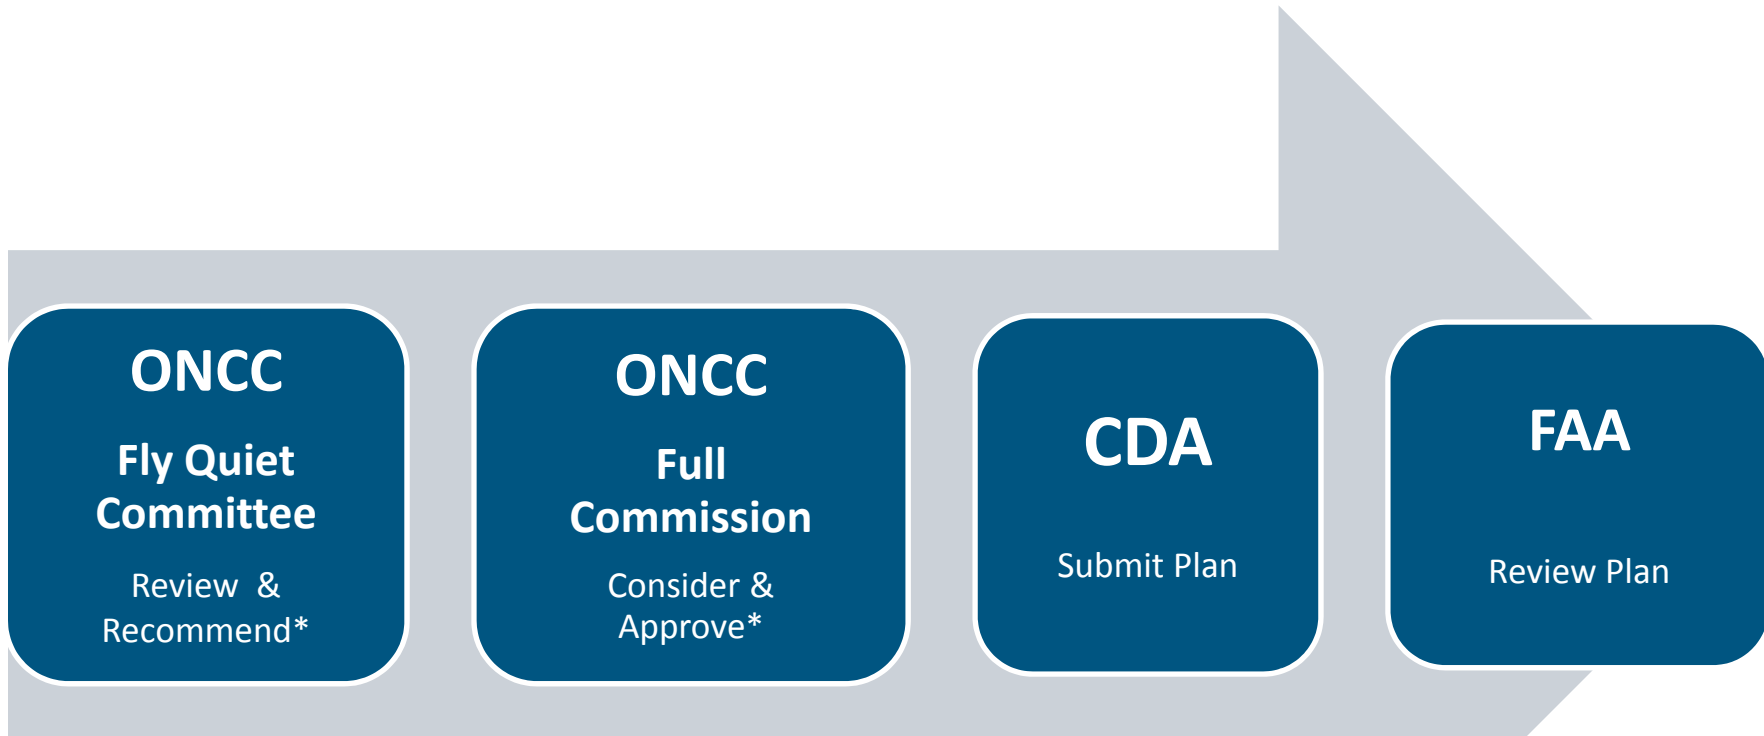 ONCC
Fly Quiet
Committee
Review &
Recommend*
ONCC
Full
Commission
Consider &
Approve*
CDA
Submit Plan
FAA
Review Plan